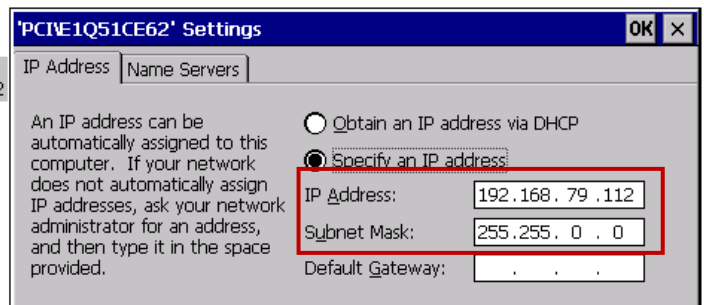 'PCI\E1Q51CE62' Settings OK ×
IP Address Name Servers
An IP address can be
automatically assigned to this
computer. If your network
does not automatically assign
IP addresses, ask your network
administrator for an address,
and then type it in the space
provided.
Obtain an IP address via DHCP
Specify an IP address
IP Address: 192.168. 79 .112
Subnet Mask: 255.255. 0 . 0
Default Gateway: . . .
2